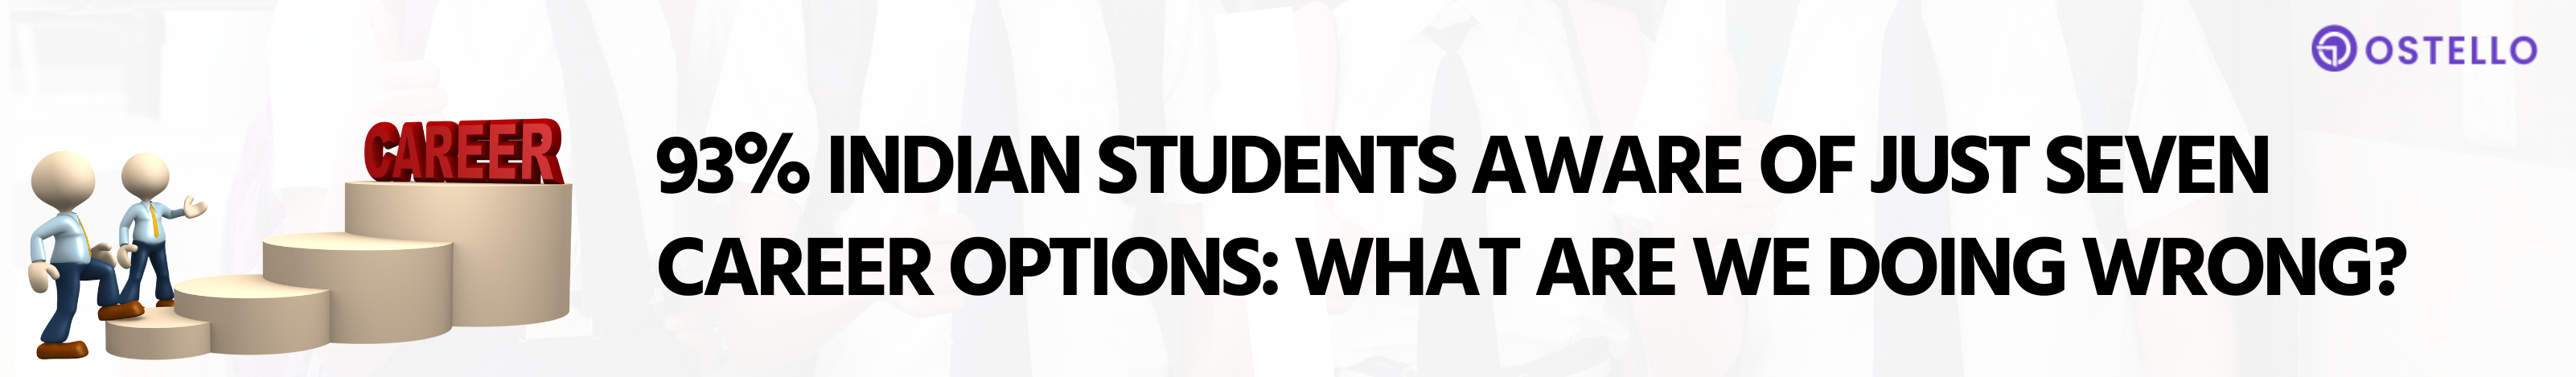 OSTELLO
CAREER
93% INDIAN STUDENTS AWARE OF JUST SEVEN
CAREER OPTIONS: WHAT ARE WE DOING WRONG?